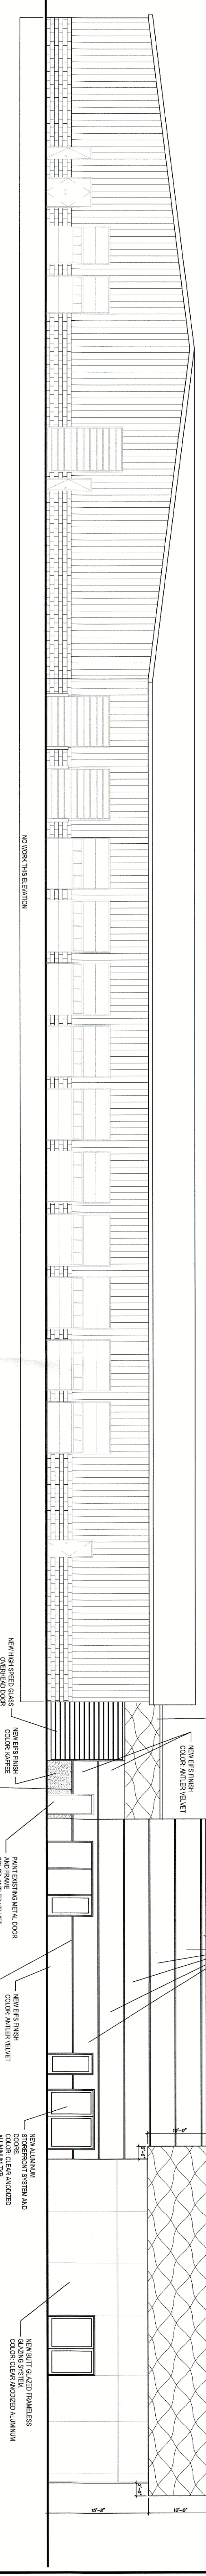 NO WORK THIS ELEVATION
NEW EIFS FINISH
COLOR: ANTLER VELVET
NEW HIGH SPEED GLASS
OVERHEAD DOOR
NEW EIFS FINISH
COLOR: KAFFEE
PAINT EXISTING METAL DOOR
AND FRAME
NEW EIFS FINISH
COLOR: ANTLER VELVET
NEW ALUMINUM
STOREFRONT SYSTEM AND
DOORS
COLOR: CLEAR ANODIZED
ALUMINUM TYP.
NEW BUTT GLAZED FRAMELESS
GLAZING SYSTEM.
COLOR: CLEAR ANODIZED ALUMINUM
15'-8"
10'-0"